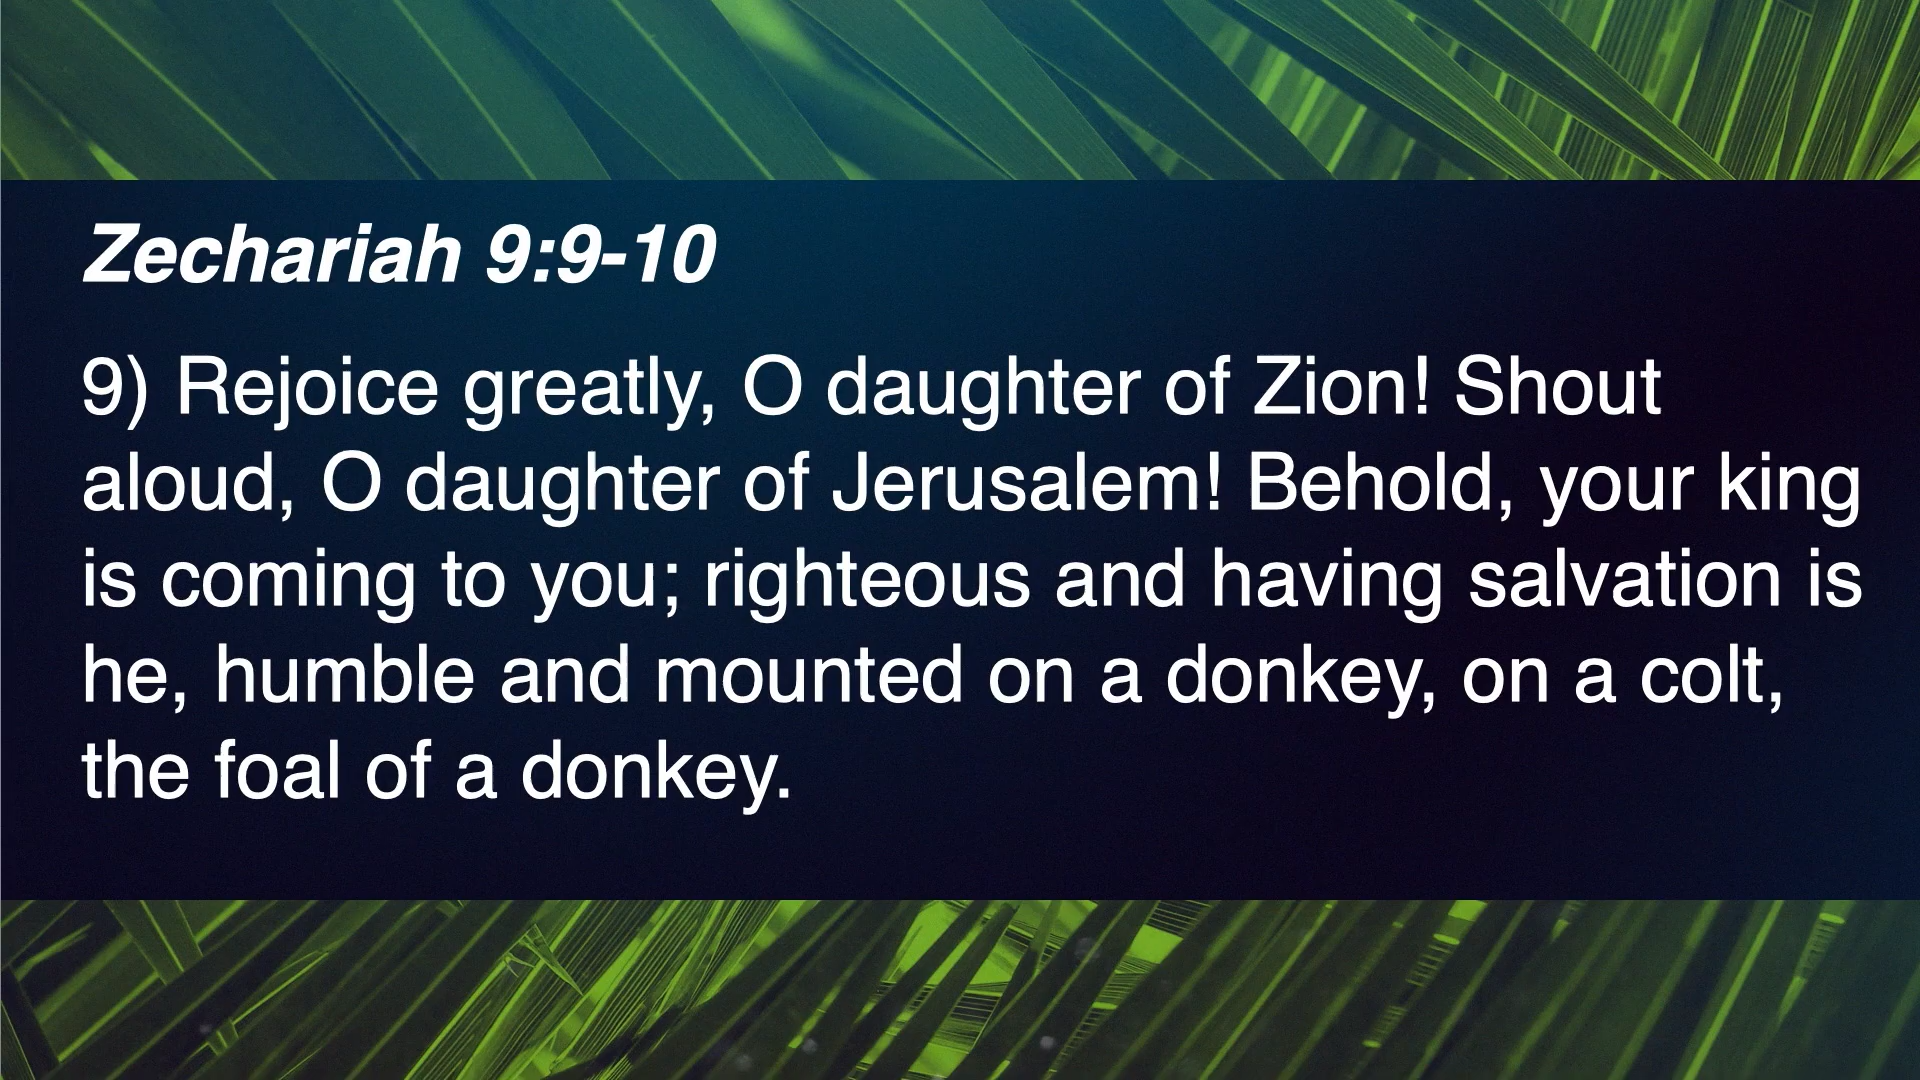 Zechariah 9:9-10
9) Rejoice greatly, O daughter of Zion! Shout
aloud, O daughter of Jerusalem! Behold, your king
is coming to you; righteous and having salvation is
he, humble and mounted on a donkey, on a colt,
the foal of a donkey.